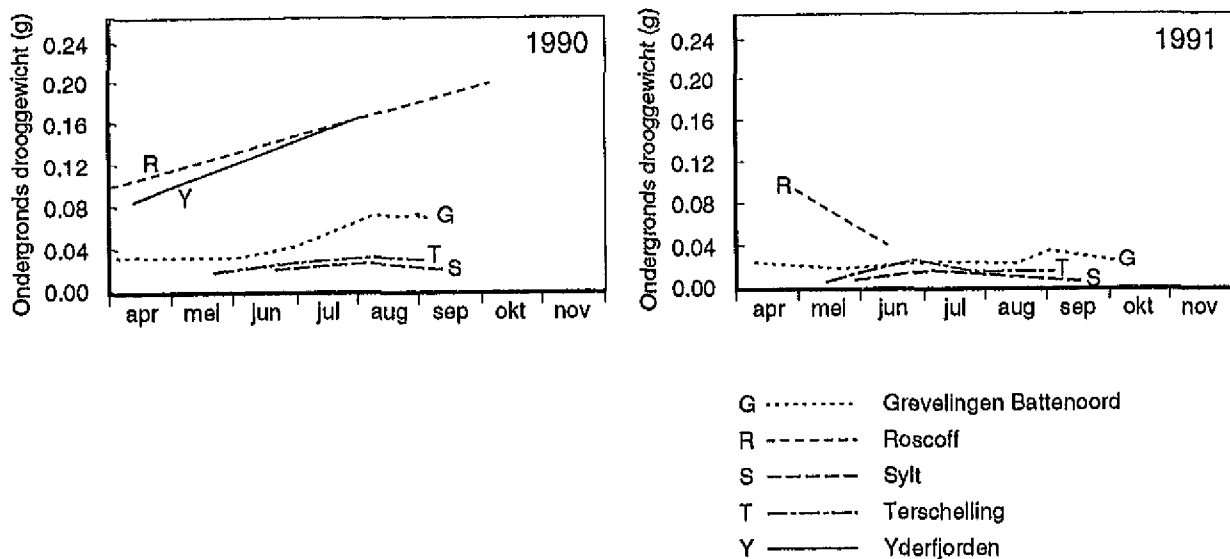 Ondergronds drooggewicht (g)
1990
0.24
0.20
0.16
0.12
0.08
0.04
0.00
R
Y
G
T
S
apr mei jun jul aug sep okt nov
Ondergronds drooggewicht (g)
1991
0.24
0.20
0.16
0.12
0.08
0.04
0.00
R
G
T
S
apr mei jun jul aug sep okt nov
G Grevelingen Battenoord
R Roscoff
S Sylt
T Terschelling
Y Yderfjorden